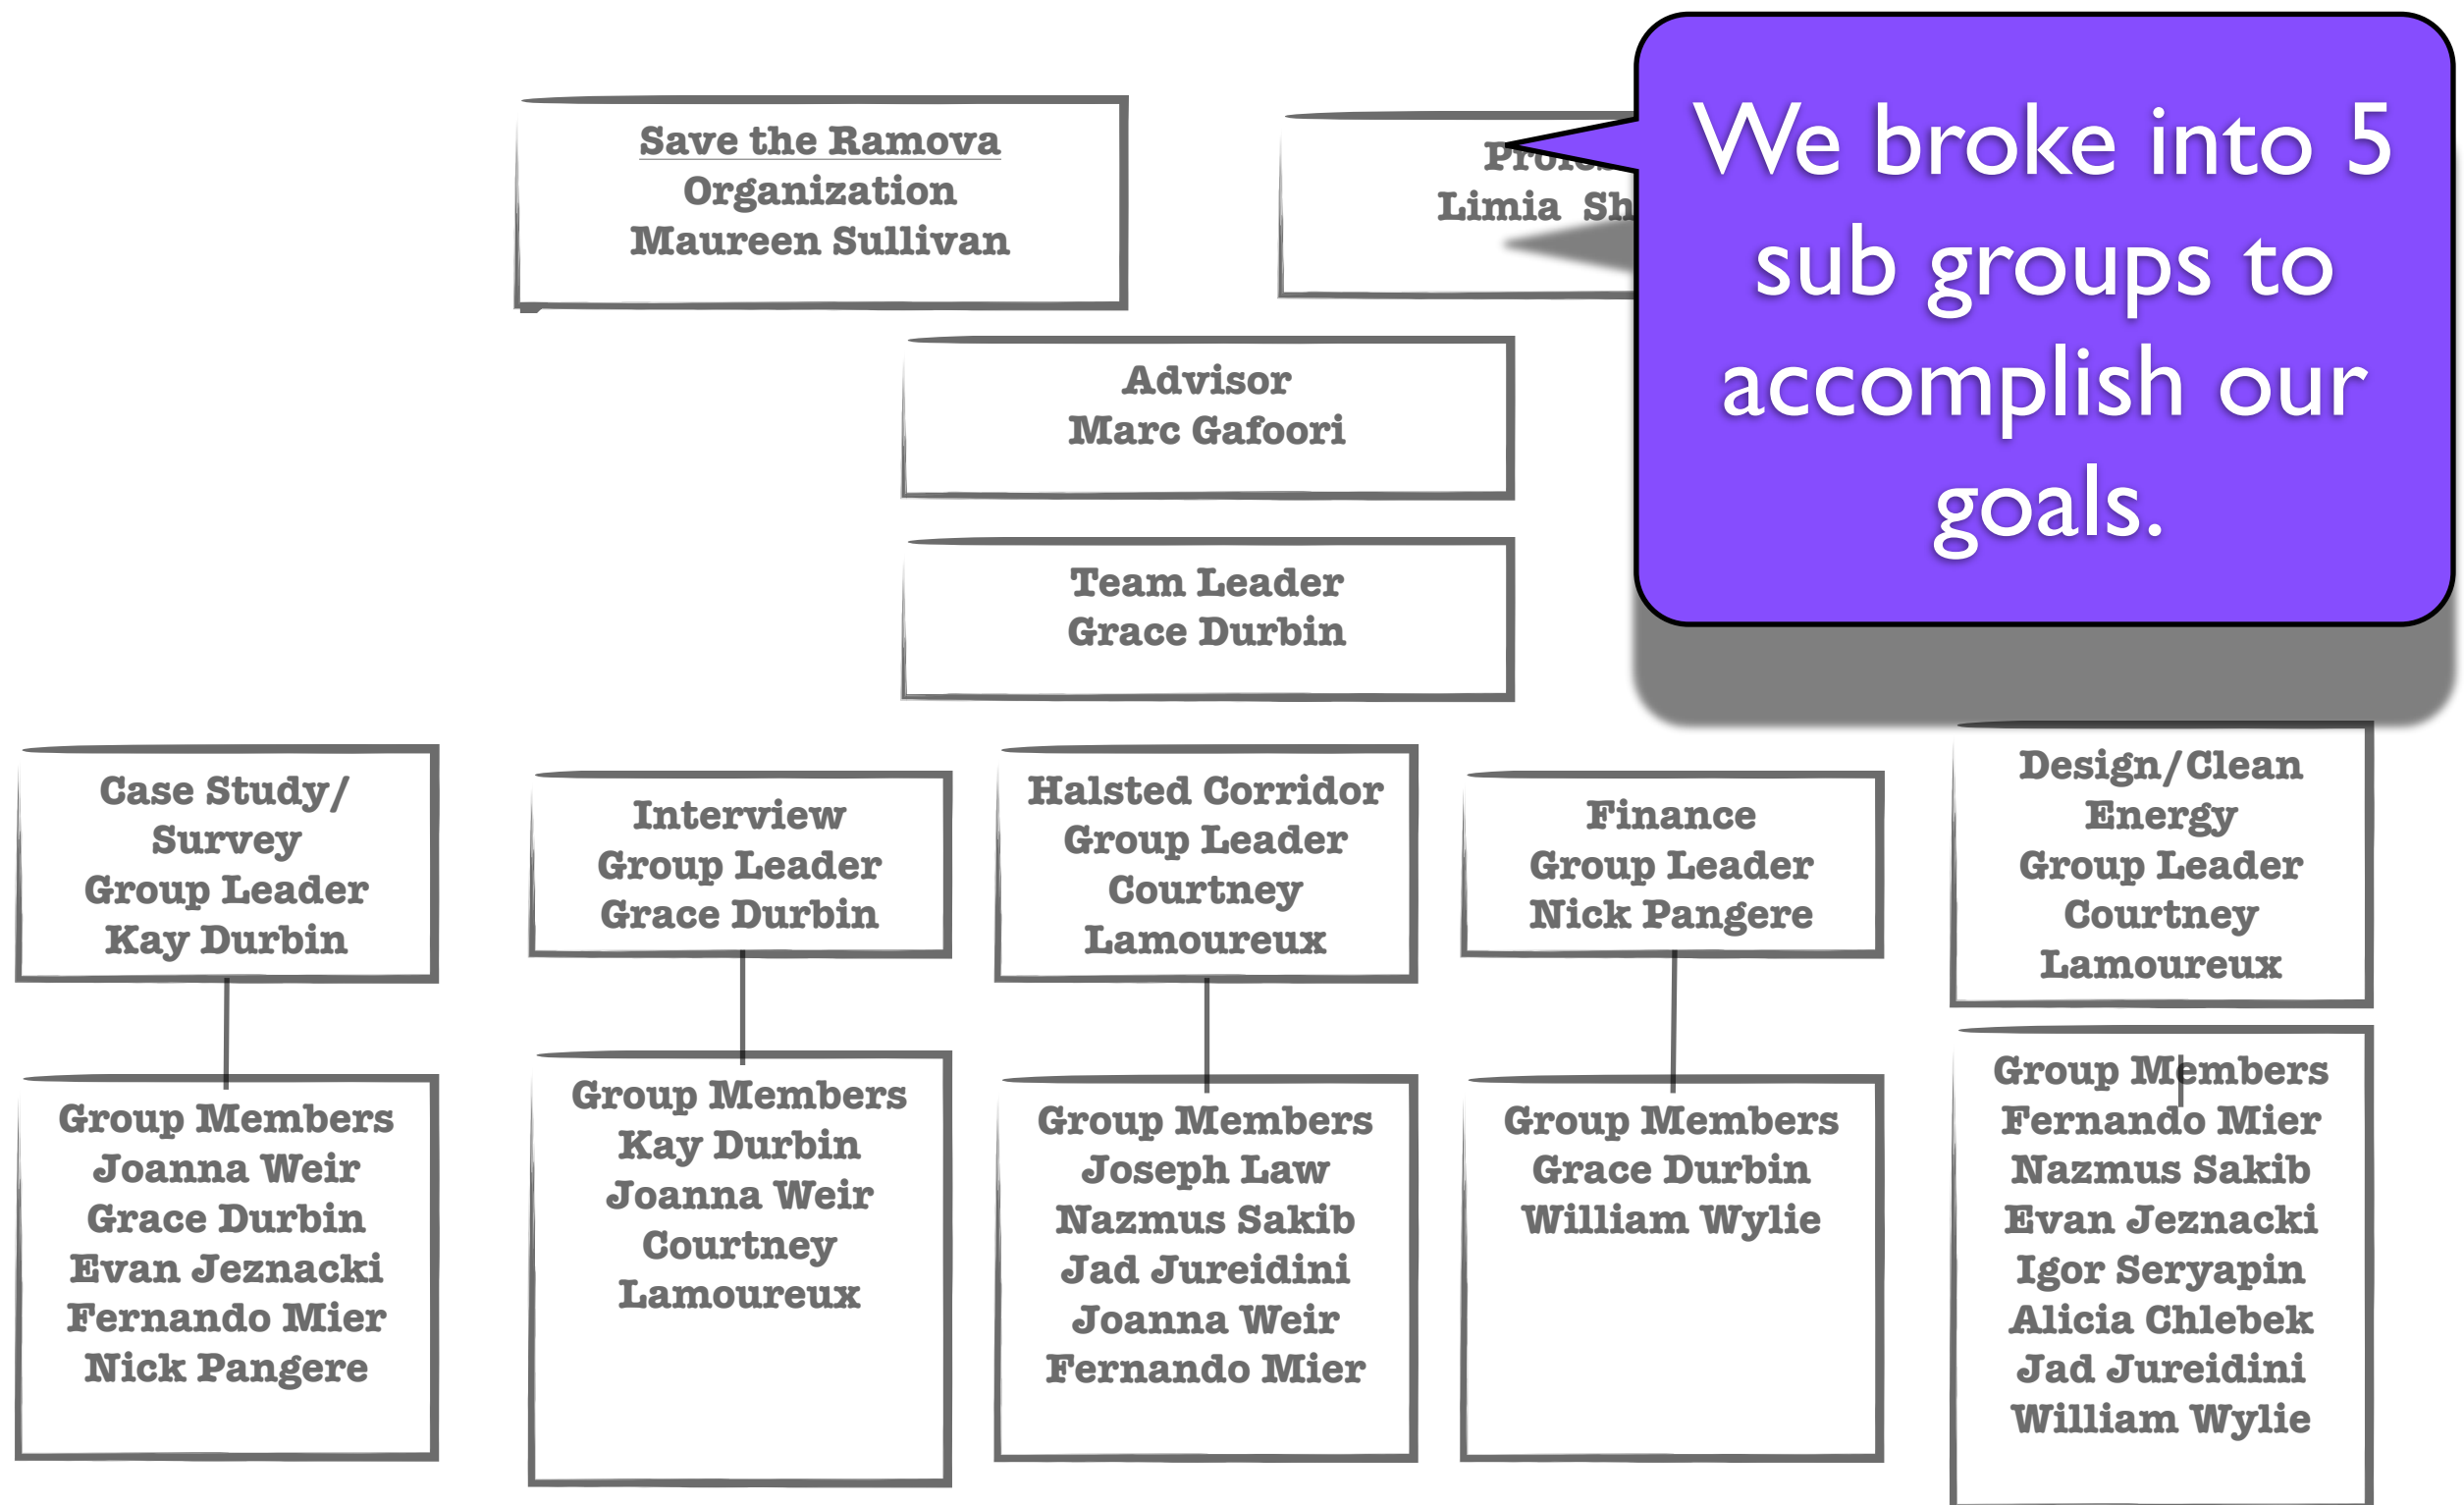 Save the Ramova
Organization
Maureen Sullivan
Limia
We broke into 5
sub groups to
accomplish our
goals.
Advisor
Marc Gafoori
Team Leader
Grace Durbin
Case Study/
Survey
Group Leader
Kay Durbin
Interview
Group Leader
Grace Durbin
Halsted Corridor
Group Leader
Courtney
Lamoureux
Finance
Group Leader
Nick Pangere
Design/Clean
Energy
Group Leader
Courtney
Lamoureux
Group Members
Joanna Weir
Grace Durbin
Evan Jeznacki
Fernando Mier
Nick Pangere
Group Members
Kay Durbin
Joanna Weir
Courtney
Lamoureux
Group Members
Joseph Law
Nazmus Sakib
Jad Jureidini
Joanna Weir
Fernando Mier
Group Members
Grace Durbin
William Wylie
Group Members
Fernando Mier
Nazmus Sakib
Evan Jeznacki
Igor Seryapin
Alicia Chlebek
Jad Jureidini
William Wylie